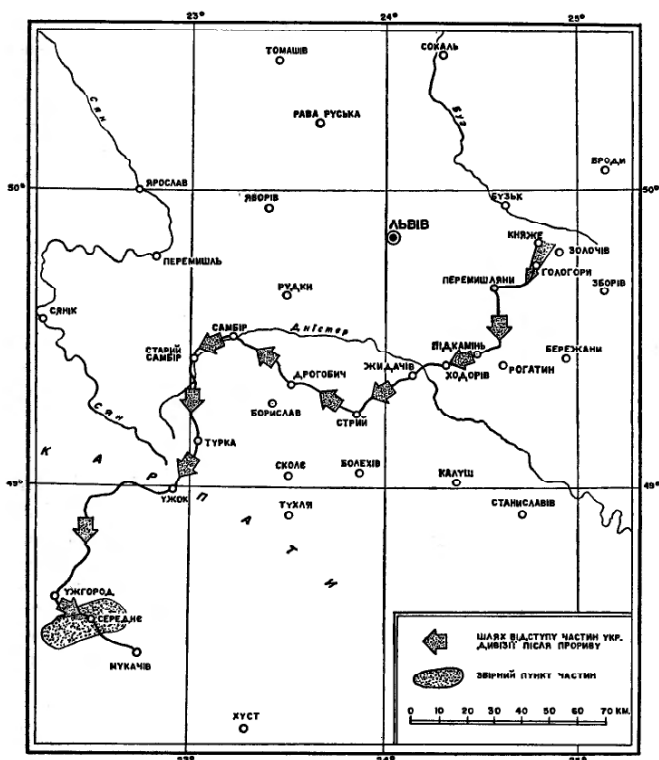 23° 24° 25°
СОКАЛЬ
ТОМАШІВ
РАВА РУСЬКА
Сян
Буг
БРОДИ
50° 50°
ЯРОСЛАВ
ЯВОРІВ
БУЗЬК
ЛЬВІВ
КНЯЖЕ
ЗОЛОЧІВ
ПЕРЕМИШЛЬ
ГОЛОГОРИ
ПЕРЕМИШЛЯНИ
ЗБОРІВ
РУДКИ
СЯНІК
САМБІР
Дністер
СТАРИЙ
САМБІР
ПІДКАМІНЬ
БЕРЕЖАНИ
ЖИДАЧІВ
ХОДОРІВ
РОГАТИН
ДРОГОБИЧ
БОРИСЛАВ
СТРИЙ
Сян
ТУРКА
К А Р П А Т И
СКОЛЄ
БОЛЕХІВ
КАЛУШ
49° 49°
УЖОК
ТУХЛЯ
СТАНИСЛАВІВ
УЖГОРОД
СЕРЕДНЄ
МУКАЧІВ
ХУСТ
ШЛЯХ ВІДСТУПУ ЧАСТИН УКР.
ДИВІЗІЇ ПІСЛЯ ПРОРИВУ
ЗБІРНИЙ ПУНКТ ЧАСТИН
0 10 20 30 40 50 60 70 КМ.
23° 24° 25°